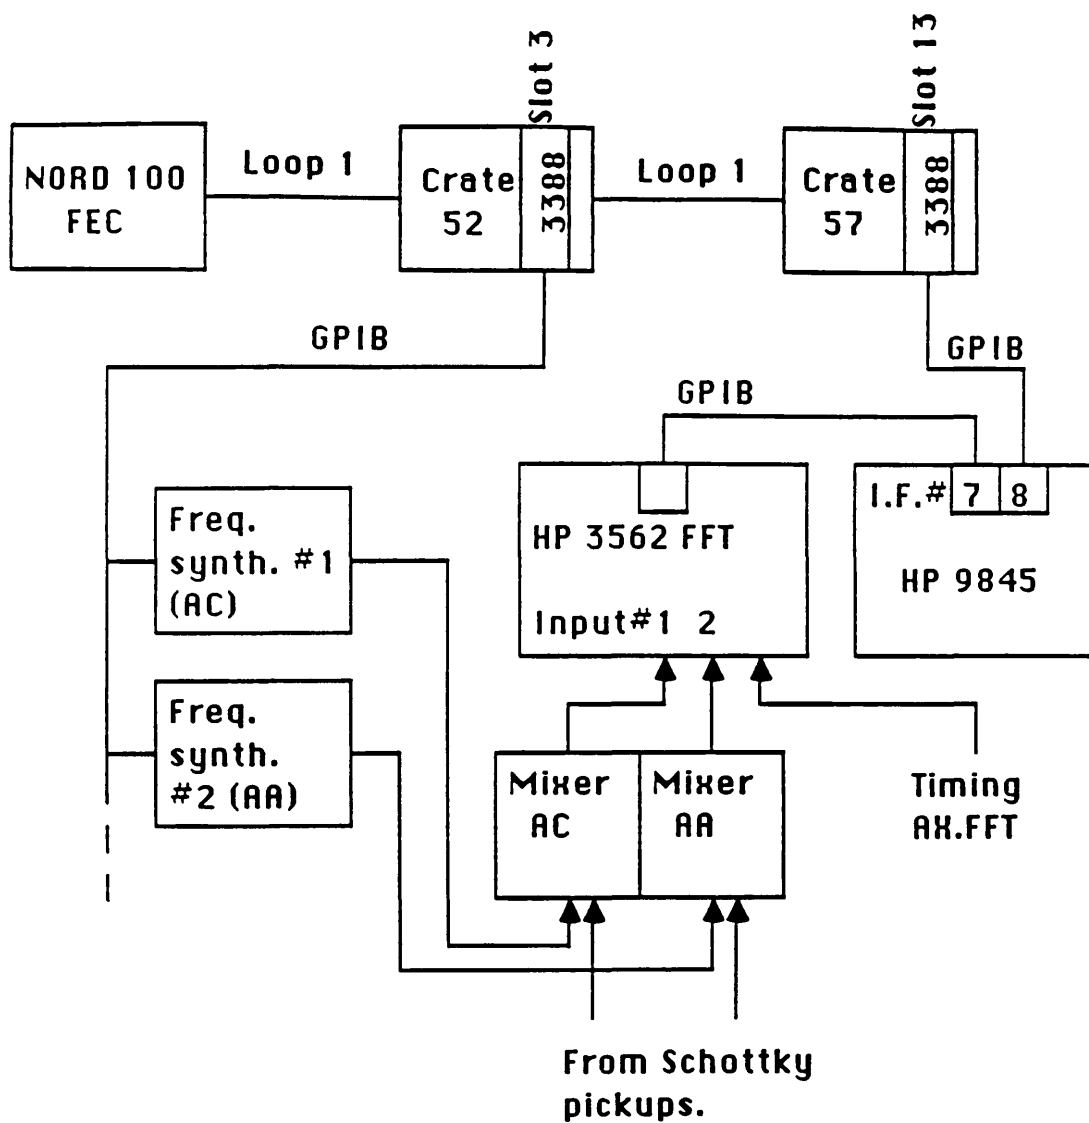 Slot 3
Slot 13
NORD 100
FEC
Loop 1
Crate
52
3388
Loop 1
Crate
57
3388
GPIB
GPIB
GPIB
I.F.# 7 8
HP 9845
HP 3562 FFT
Input#1 2
Freq.
synth. #1
(AC)
Freq.
synth.
#2 (AA)
Mixer
AC
Mixer
AA
Timing
AX.FFT
From Schottky
pickups.